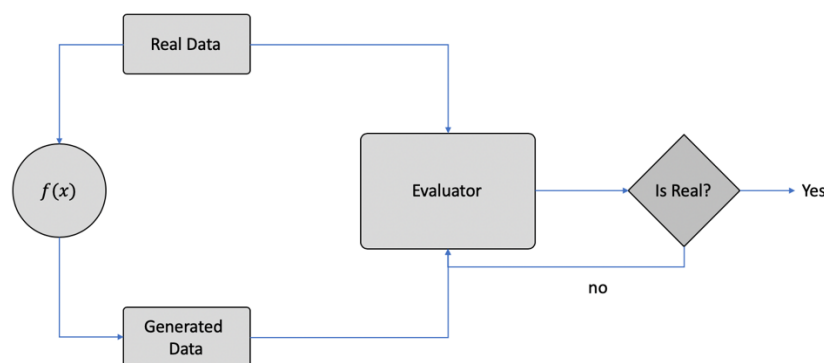 Real Data
f(x)
Evaluator
Is Real?
Yes
no
Generated
Data